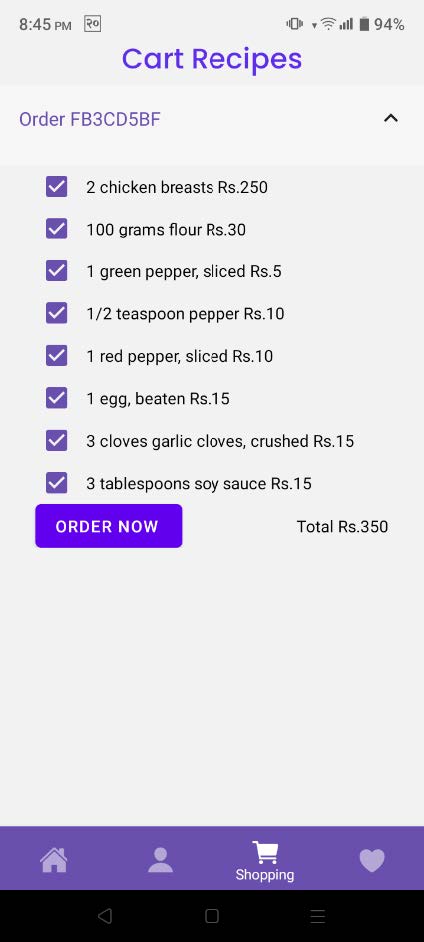 8:45 PM 94%
Cart Recipes
Order FB3CD5BF
2 chicken breasts Rs.250
100 grams flour Rs.30
1 green pepper, sliced Rs.5
1/2 teaspoon pepper Rs.10
1 red pepper, sliced Rs.10
1 egg, beaten Rs.15
3 cloves garlic cloves, crushed Rs.15
3 tablespoons soy sauce Rs.15
ORDER NOW Total Rs.350
Shopping